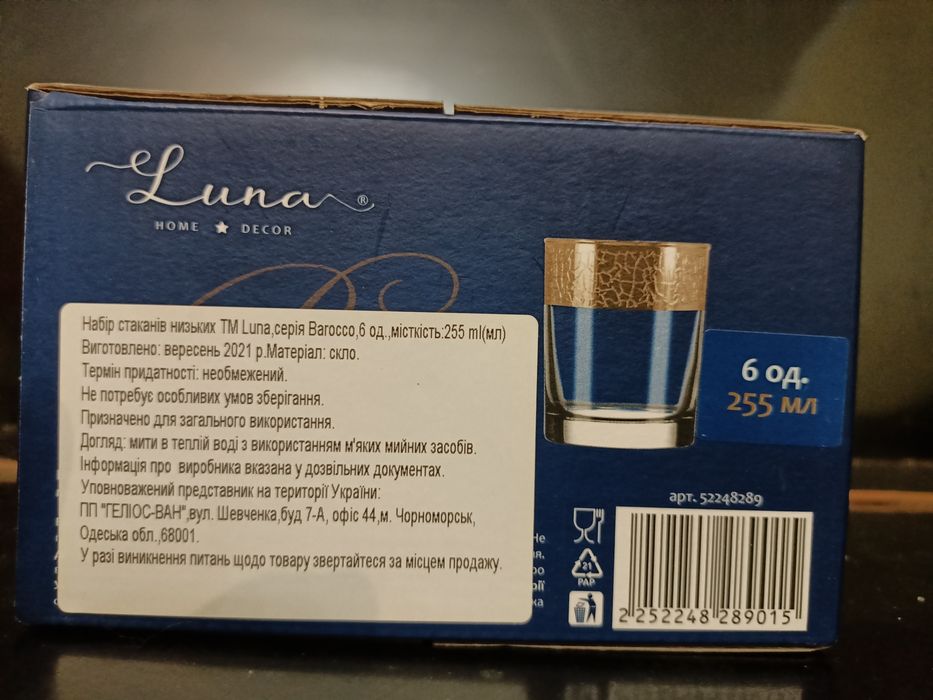 Luna ®
HOME ★ DECOR
Набір стаканів низьких ТМ Luna,серія Barocco,6 од.,місткість:255 ml(мл)
Виготовлено: вересень 2021 р.Матеріал: скло.
Термін придатності: необмежений.
Не потребує особливих умов зберігання.
Призначено для загального використання.
Догляд: мити в теплій воді з використанням м'яких мийних засобів.
Інформація про виробника вказана у дозвільних документах.
Уповноважений представник на території України:
ПП "ГЕЛІОС-ВАН",вул. Шевченка,буд 7-А, офіс 44,м. Чорноморськ,
Одеська обл.,68001.
У разі виникнення питань щодо товару звертайтеся за місцем продажу.
6 од.
255 мл
арт. 52248289
Не
21
PAP
2 252248 289015